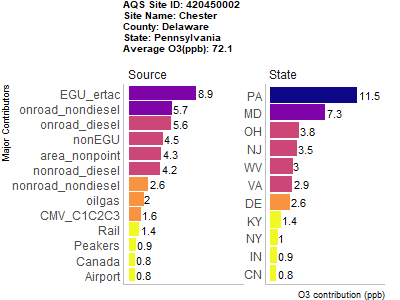 AQS Site ID: 420450002
Site Name: Chester
County: Delaware
State: Pennsylvania
Average O3(ppb): 72.1
Major Contributors
Source
EGU_ertac 8.9
onroad_nondiesel 5.7
onroad_diesel 5.6
nonEGU 4.5
area_nonpoint 4.3
nonroad_diesel 4.2
nonroad_nondiesel 2.6
oilgas 2
CMV_C1C2C3 1.6
Rail 1.4
Peakers 0.9
Canada 0.8
Airport 0.8
State
PA 11.5
MD 7.3
OH 3.8
NJ 3.5
WV 3
VA 2.9
DE 2.6
KY 1.4
NY 1
IN 0.9
CN 0.8
O3 contribution (ppb)